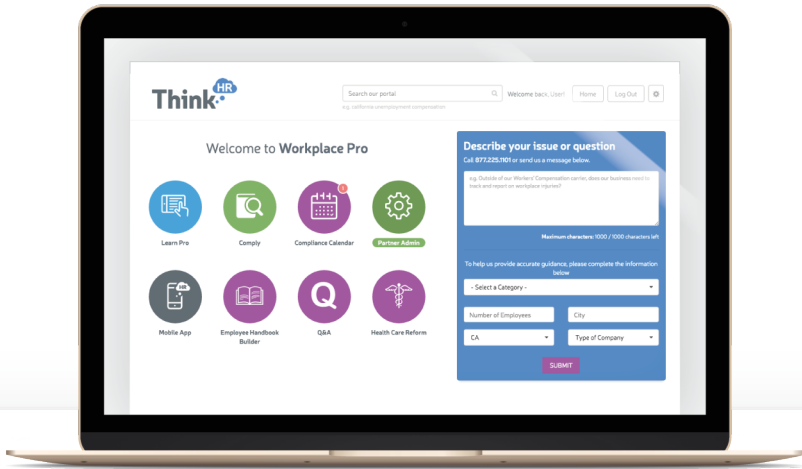 Think HR
Search our portal
Welcome back, User!
Home
Log Out
e.g. california unemployment compensation
Welcome to Workplace Pro
Learn Pro
Comply
1
Compliance Calendar
Partner Admin
Mobile App
Employee Handbook
Builder
Q
Q&A
Health Care Reform
Describe your issue or question
Call 877.225.1101 or send us a message below.
e.g. Outside of our Workers' Compensation carrier, does our business need to
track and report on workplace injuries?
Maximum characters: 1000 / 1000 characters left
To help us provide accurate guidance, please complete the information
below
- Select a Category -
Number of Employees
City
CA
Type of Company
SUBMIT